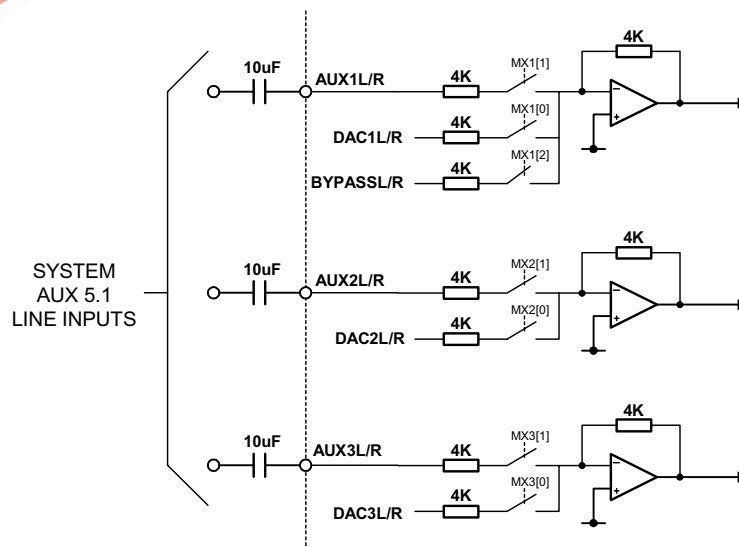 4K
10uF
AUX1L/R
4K
MX1[1]
DAC1L/R
4K
MX1[0]
BYPASSL/R
4K
MX1[2]
SYSTEM
AUX 5.1
LINE INPUTS
4K
10uF
AUX2L/R
4K
MX2[1]
DAC2L/R
4K
MX2[0]
4K
10uF
AUX3L/R
4K
MX3[1]
DAC3L/R
4K
MX3[0]